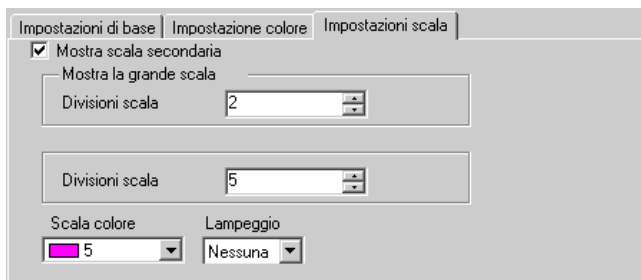 Impostazioni di base Impostazione colore Impostazioni scala
Mostra scala secondaria
Mostra la grande scala
Divisioni scala 2
Divisioni scala 5
Scala colore Lampeggio
5 Nessuna